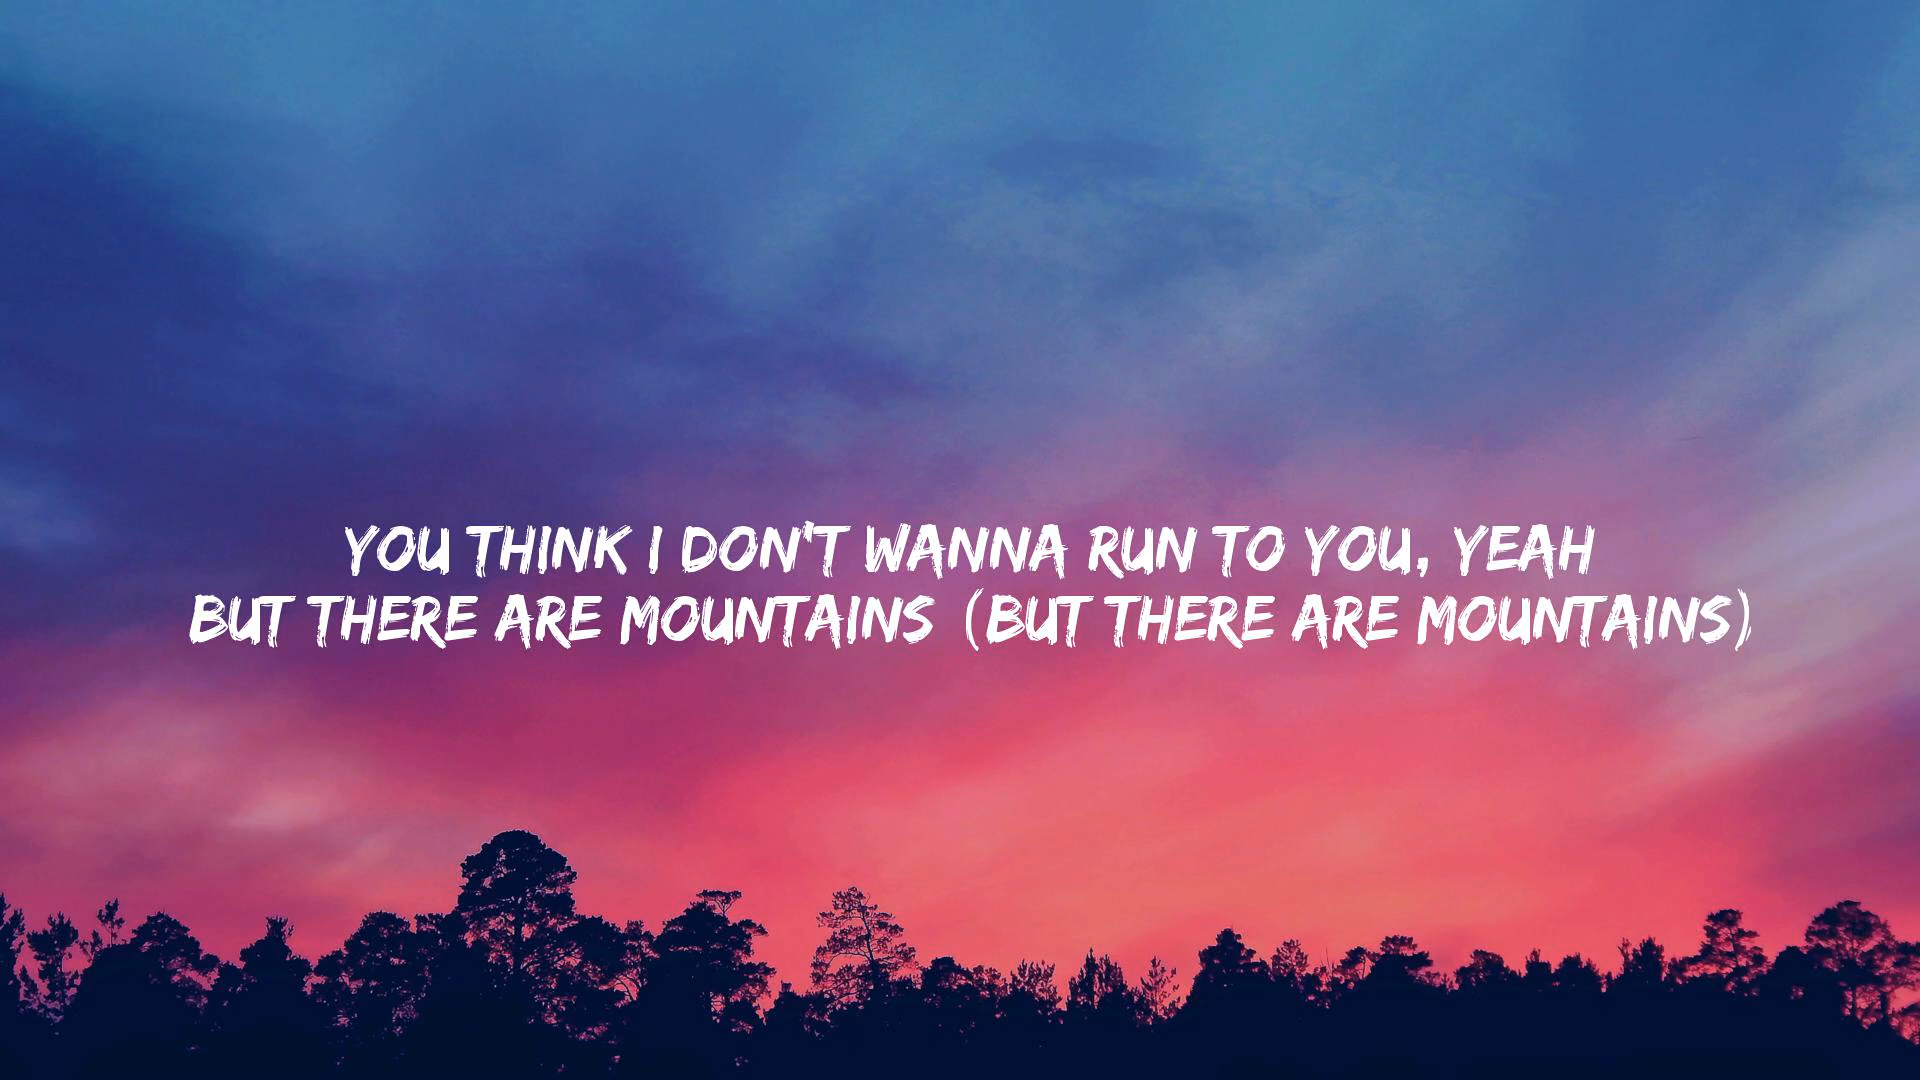 YOU THINK I DON'T WANNA RUN TO YOU, YEAH
BUT THERE ARE MOUNTAINS (BUT THERE ARE MOUNTAINS)